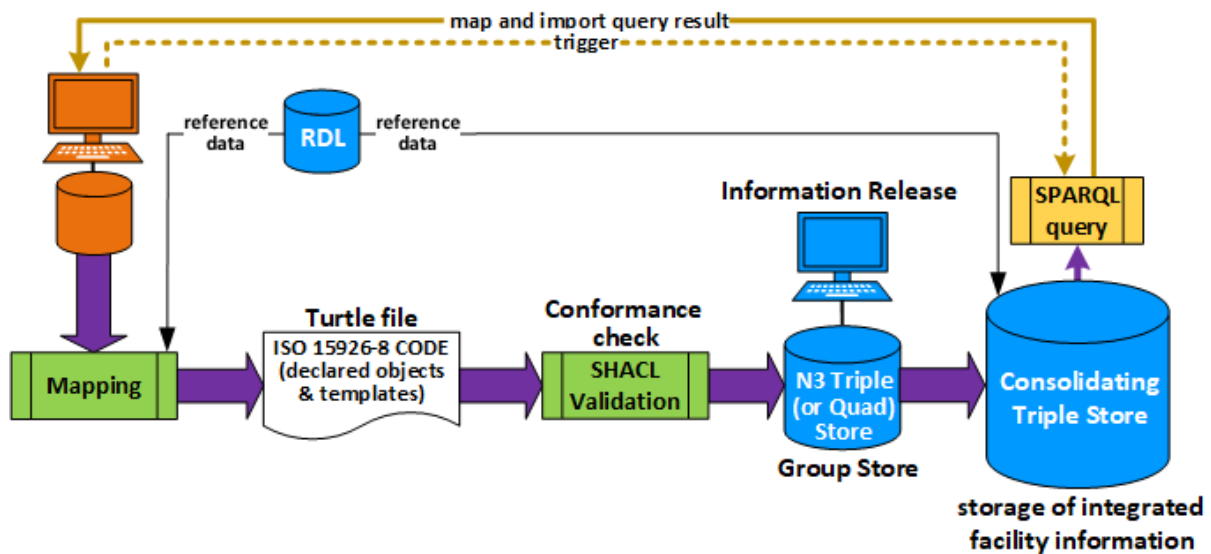 map and import query result
trigger
reference
data
RDL
reference
data
Information Release
SPARQL
query
Turtle file
ISO 15926-8 CODE
(declared objects
& templates)
Conformance
check
Mapping
SHACL
Validation
N3 Triple
(or Quad)
Store
Group Store
Consolidating
Triple Store
storage of integrated
facility information